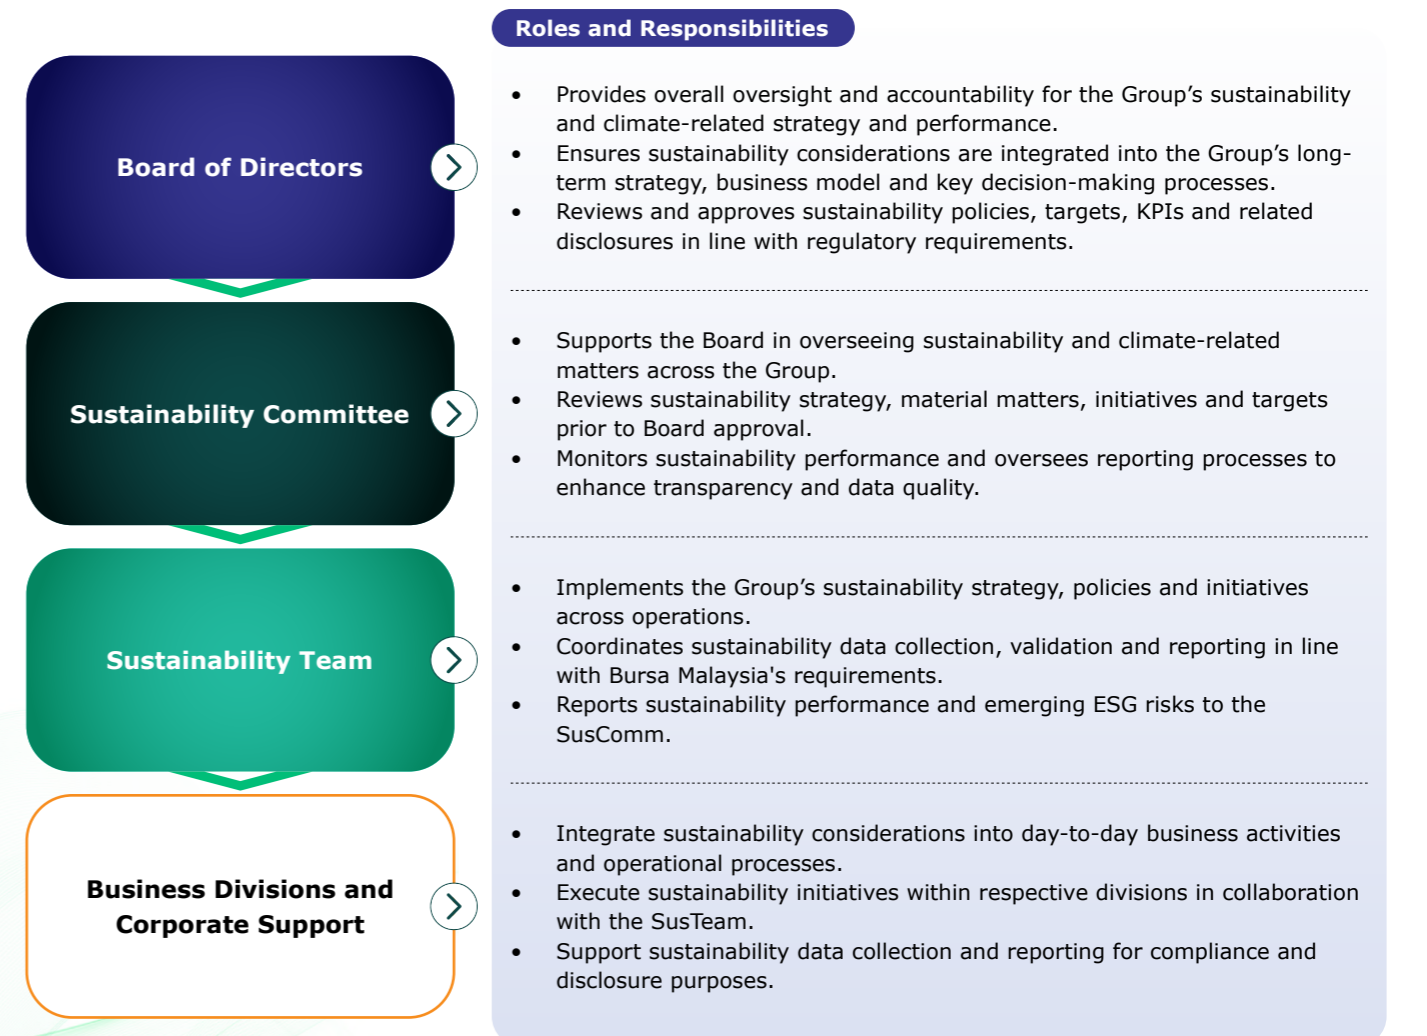 Roles and Responsibilities
Board of Directors
• Provides overall oversight and accountability for the Group’s sustainability
and climate-related strategy and performance.
• Ensures sustainability considerations are integrated into the Group’s long-
term strategy, business model and key decision-making processes.
• Reviews and approves sustainability policies, targets, KPIs and related
disclosures in line with regulatory requirements.
Sustainability Committee
• Supports the Board in overseeing sustainability and climate-related
matters across the Group.
• Reviews sustainability strategy, material matters, initiatives and targets
prior to Board approval.
• Monitors sustainability performance and oversees reporting processes to
enhance transparency and data quality.
Sustainability Team
• Implements the Group’s sustainability strategy, policies and initiatives
across operations.
• Coordinates sustainability data collection, validation and reporting in line
with Bursa Malaysia's requirements.
• Reports sustainability performance and emerging ESG risks to the
SusComm.
Business Divisions and
Corporate Support
• Integrate sustainability considerations into day-to-day business activities
and operational processes.
• Execute sustainability initiatives within respective divisions in collaboration
with the SusTeam.
• Support sustainability data collection and reporting for compliance and
disclosure purposes.